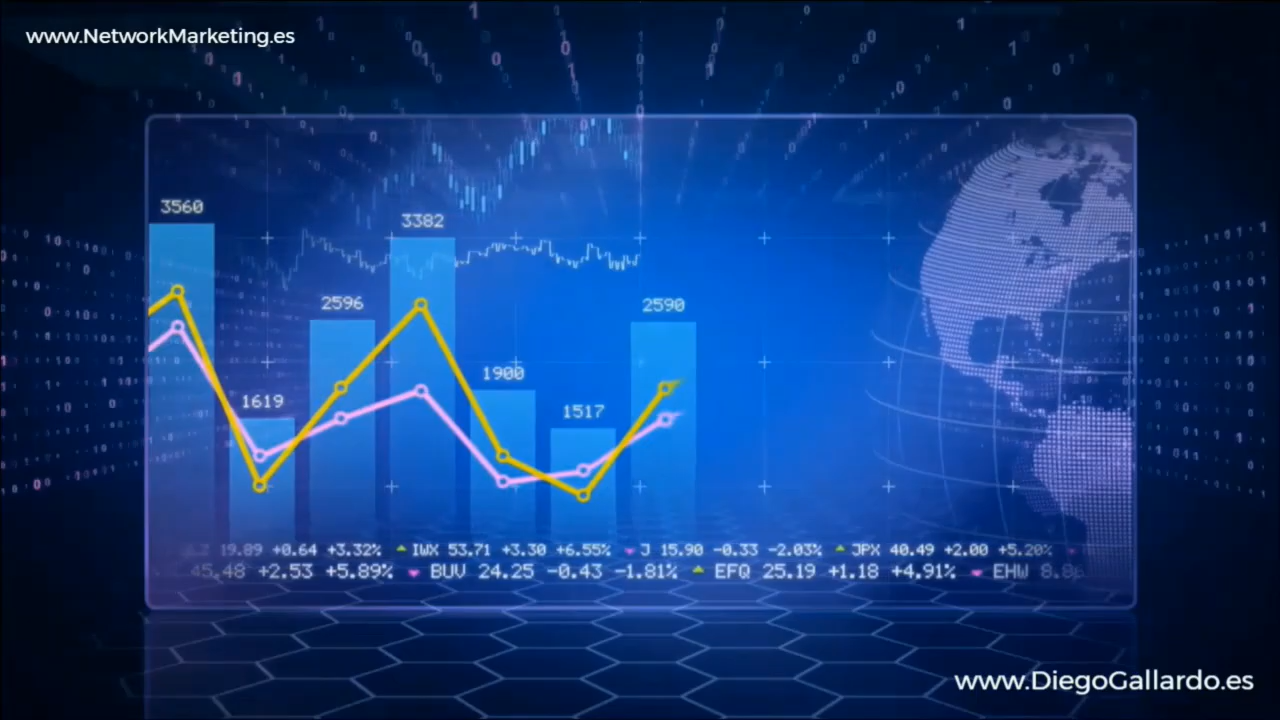 www.NetworkMarketing.es
3560
3382
2596
2590
1900
1517
1619
19.89 +0.64 +3.32% IWX 53.71 +3.30 +6.55% J 15.90 -0.33 -2.03% JPX 40.49 +2.00 +5.20%
45.48 +2.53 +5.89% BUV 24.25 -0.43 -1.81% EFQ 25.19 +1.18 +4.91% EHW
www.DiegoGallardo.es